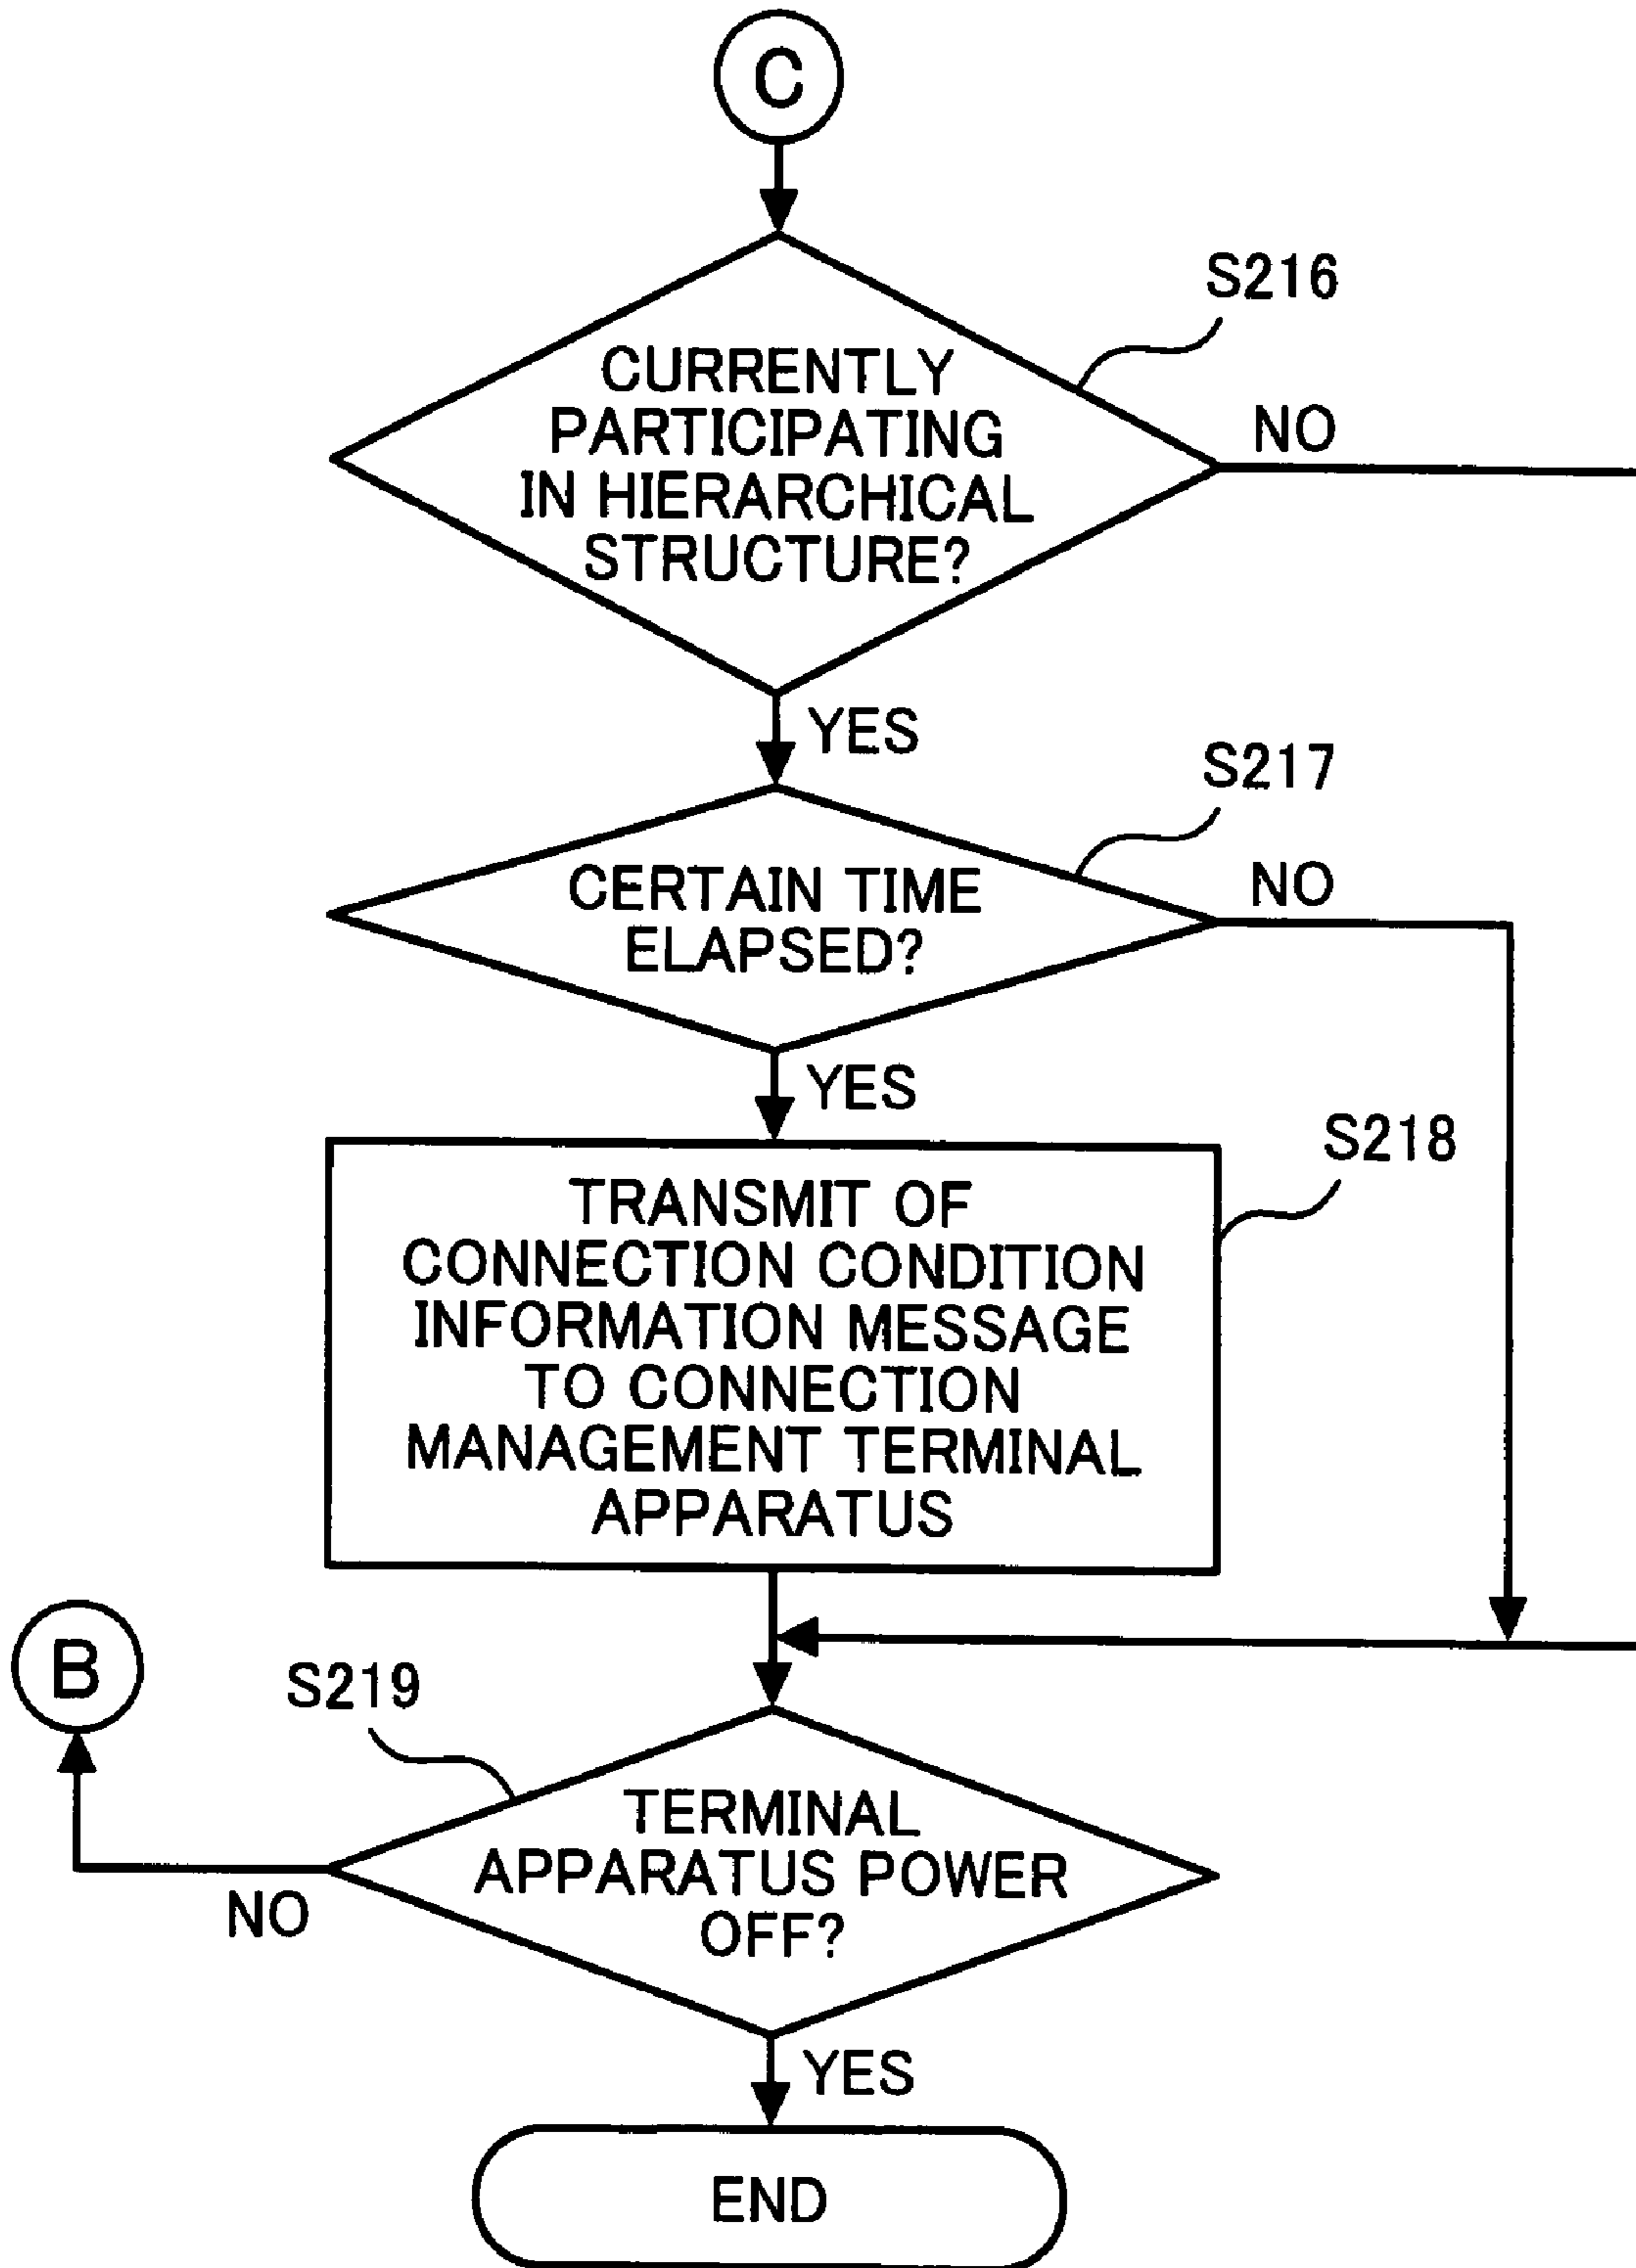 C
S216
CURRENTLY
PARTICIPATING
IN HIERARCHICAL
STRUCTURE?
NO
YES
S217
CERTAIN TIME
ELAPSED?
NO
YES
S218
TRANSMIT OF
CONNECTION CONDITION
INFORMATION MESSAGE
TO CONNECTION
MANAGEMENT TERMINAL
APPARATUS
B
S219
TERMINAL
APPARATUS POWER
OFF?
NO
YES
END